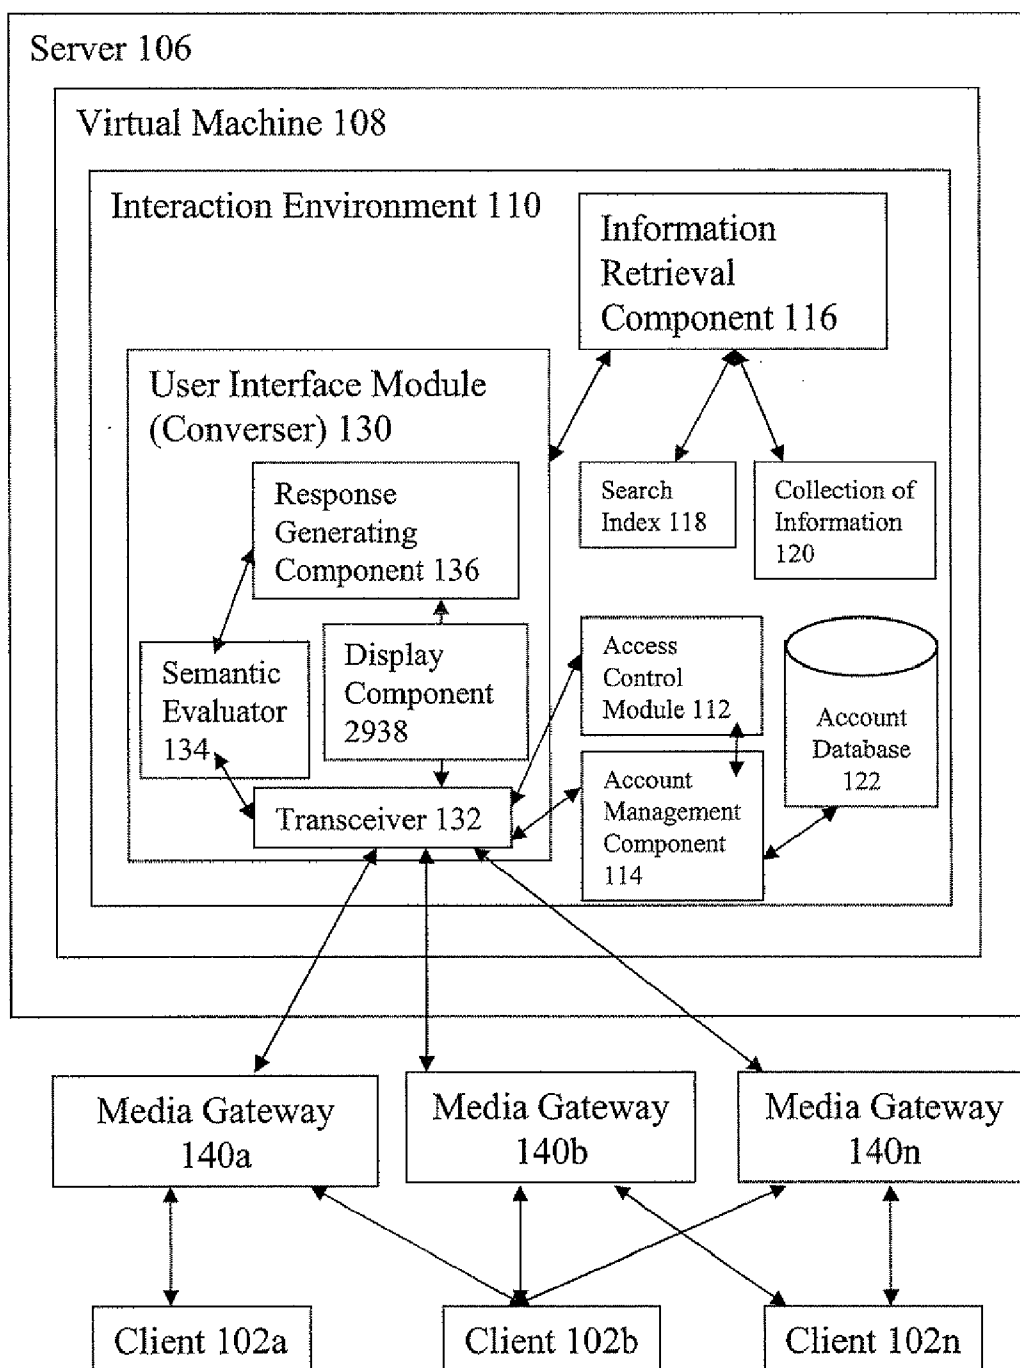 Server 106
Virtual Machine 108
Interaction Environment 110
Information
Retrieval
Component 116
User Interface Module
(Converser) 130
Response
Generating
Component 136
Search
Index 118
Collection of
Information
120
Semantic
Evaluator
134
Display
Component
2938
Access
Control
Module 112
Account
Database
122
Transceiver 132
Account
Management
Component
114
Media Gateway
140a
Media Gateway
140b
Media Gateway
140n
Client 102a
Client 102b
Client 102n